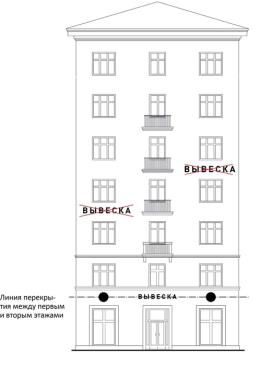 ВЫВЕСКА
ВЫВЕСКА
Линия перекры-
тия между первым
и вторым этажами
ВЫВЕСКА